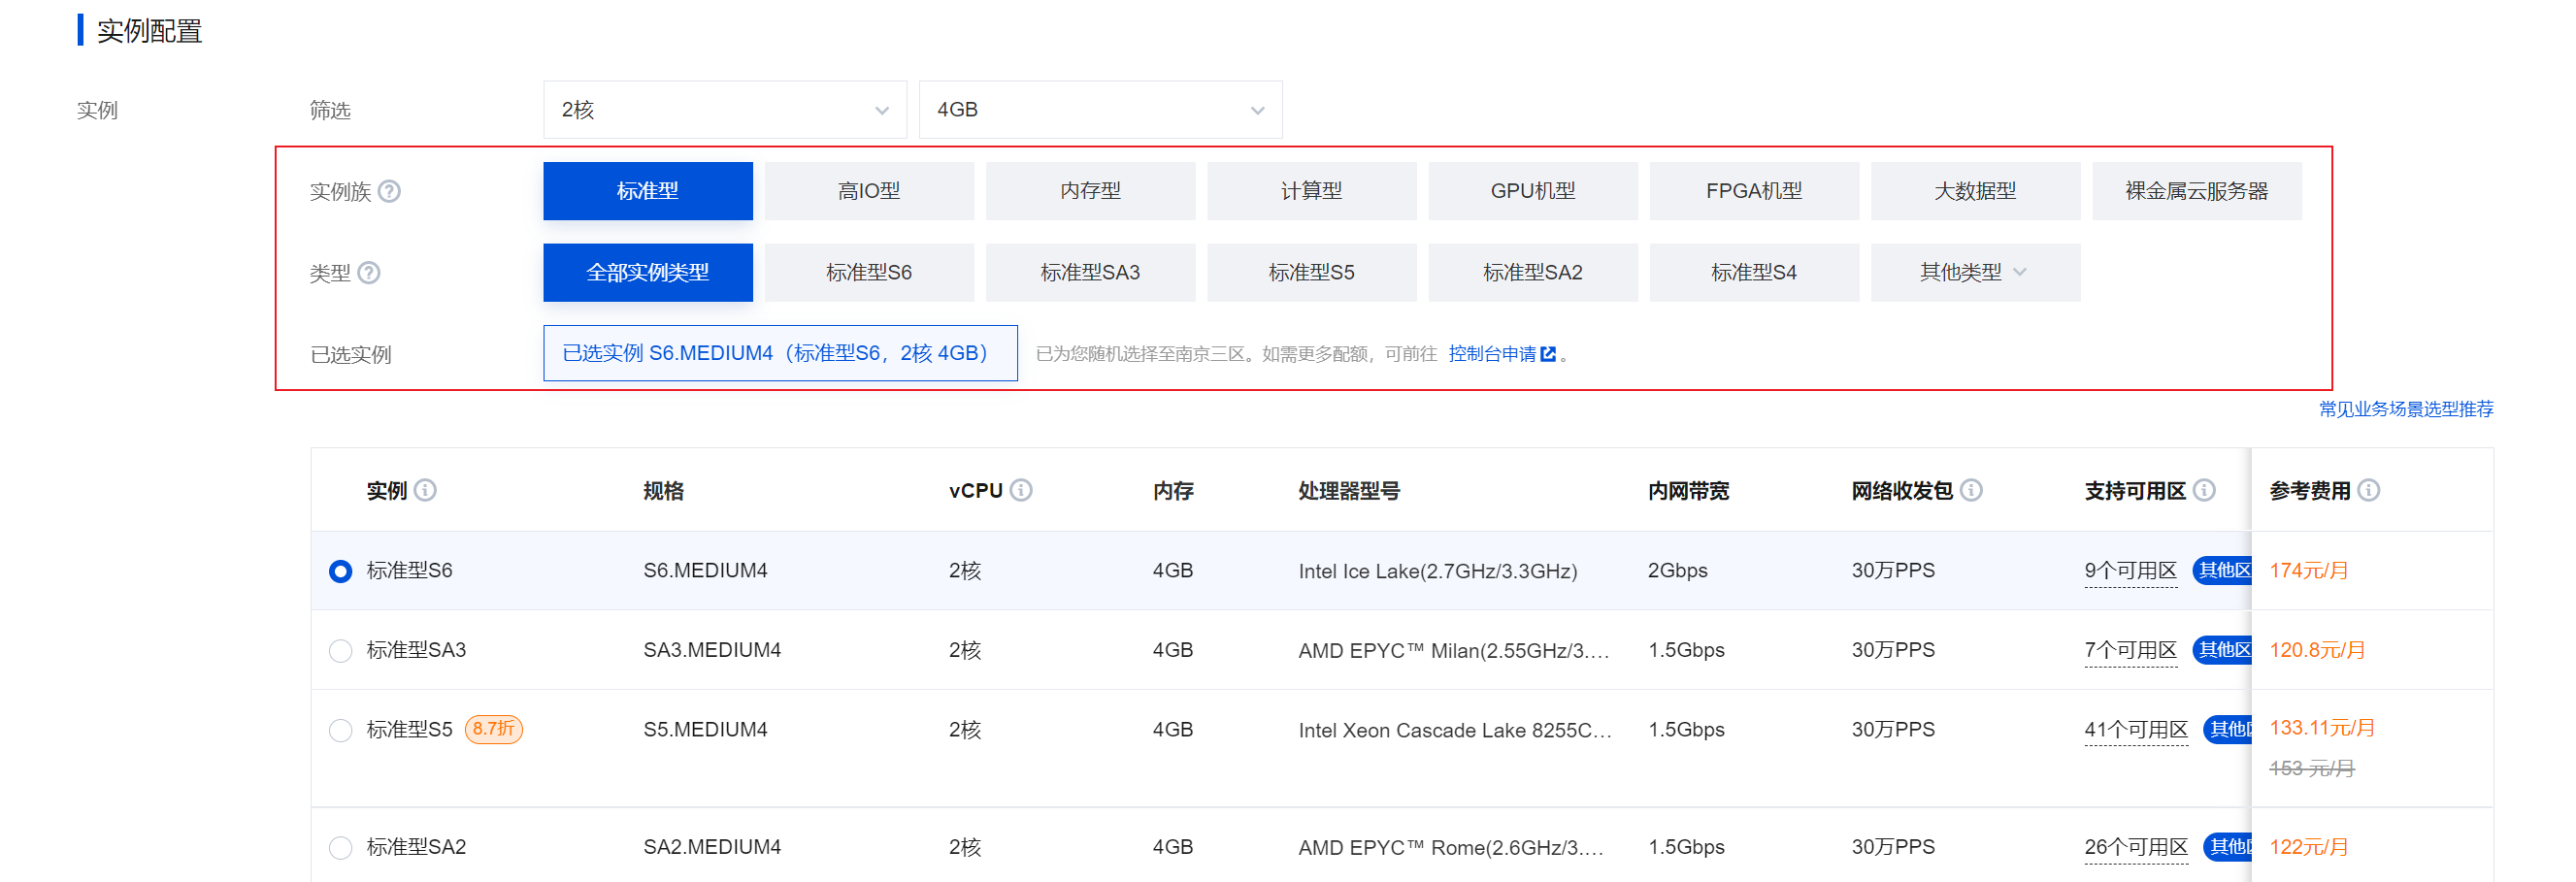 实例配置
实例 筛选 2核 4GB
实例族 标准型 高IO型 内存型 计算型 GPU机型 FPGA机型 大数据型 裸金属云服务器
类型 全部实例类型 标准型S6 标准型SA3 标准型S5 标准型SA2 标准型S4 其他类型
已选实例 已选实例 S6.MEDIUM4（标准型S6，2核 4GB） 已为您随机选择至南京三区。如需更多配额，可前往 控制台申请 。
常见业务场景选型推荐
实例 规格 vCPU 内存 处理器型号 内网带宽 网络收发包 支持可用区 参考费用
标准型S6 S6.MEDIUM4 2核 4GB Intel Ice Lake(2.7GHz/3.3GHz) 2Gbps 30万PPS 9个可用区 其他区 174元/月
标准型SA3 SA3.MEDIUM4 2核 4GB AMD EPYC™ Milan(2.55GHz/3.… 1.5Gbps 30万PPS 7个可用区 其他区 120.8元/月
标准型S5 8.7折 S5.MEDIUM4 2核 4GB Intel Xeon Cascade Lake 8255C… 1.5Gbps 30万PPS 41个可用区 其他 133.11元/月
153 元/月
标准型SA2 SA2.MEDIUM4 2核 4GB AMD EPYC™ Rome(2.6GHz/3.… 1.5Gbps 30万PPS 26个可用区 其他 122元/月